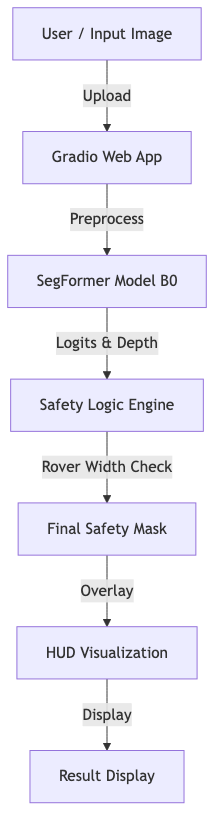 User / Input Image
Upload
Gradio Web App
Preprocess
SegFormer Model B0
Logits & Depth
Safety Logic Engine
Rover Width Check
Final Safety Mask
Overlay
HUD Visualization
Display
Result Display